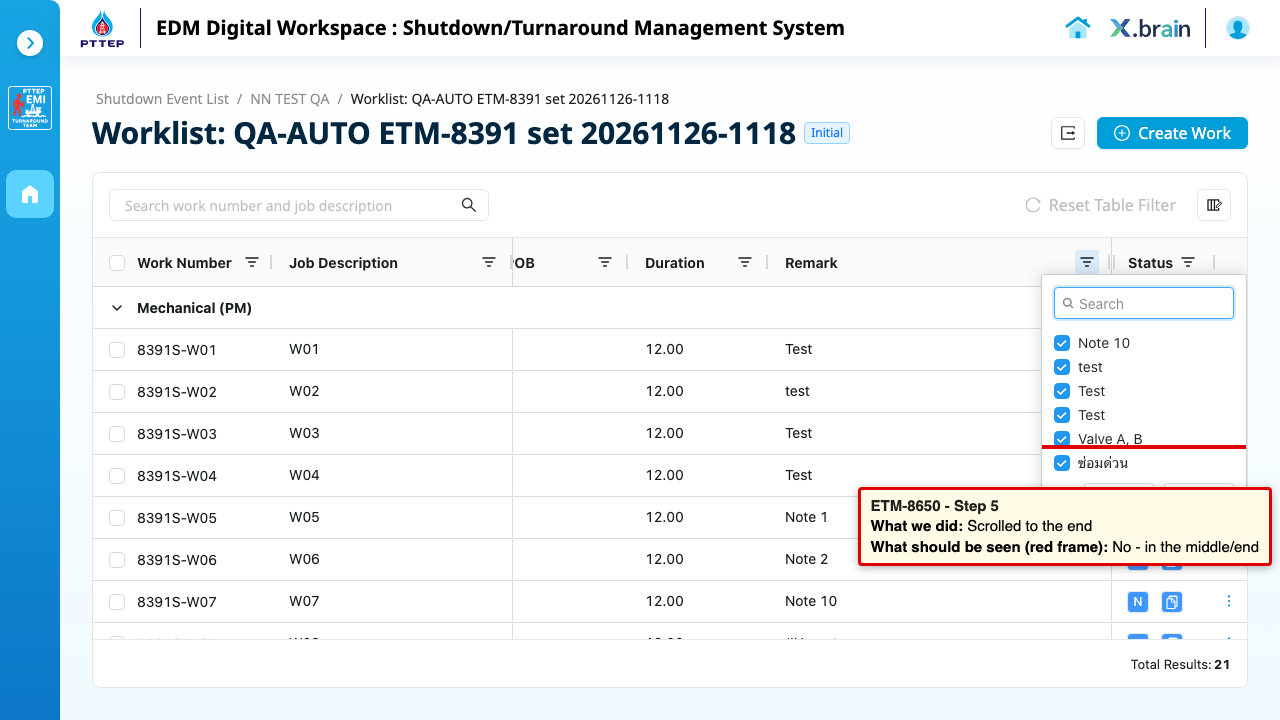 PTTEP
EDM Digital Workspace : Shutdown/Turnaround Management System
X.brain
PTTEP
EMI
TURNAROUND
TEAM
Shutdown Event List / NN TEST QA / Worklist: QA-AUTO ETM-8391 set 20261126-1118
Worklist: QA-AUTO ETM-8391 set 20261126-1118
Initial
Create Work
Search work number and job description
Reset Table Filter
Work Number
Job Description
OB
Duration
Remark
Status
Search
Note 10
test
Test
Test
Valve A, B
ซ่อมด่วน
Mechanical (PM)
8391S-W01 W01 12.00 Test
8391S-W02 W02 12.00 test
8391S-W03 W03 12.00 Test
8391S-W04 W04 12.00 Test
8391S-W05 W05 12.00 Note 1
8391S-W06 W06 12.00 Note 2
8391S-W07 W07 12.00 Note 10 N
ETM-8650 - Step 5
What we did: Scrolled to the end
What should be seen (red frame): No - in the middle/end
Total Results: 21